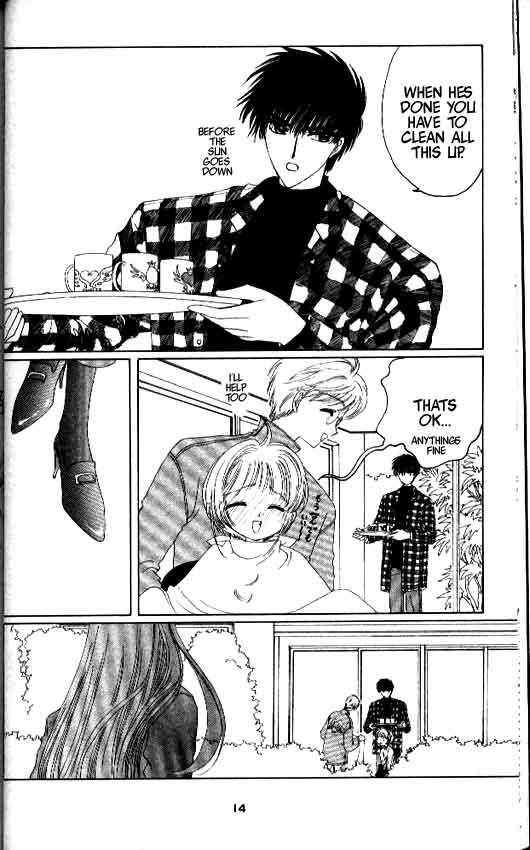 WHEN HES
DONE YOU
HAVE TO
CLEAN ALL
THIS UP.
BEFORE
THE
SUN
GOES
DOWN
I'LL
HELP
TOO
THATS
OK...
ANYTHINGS
FINE
14